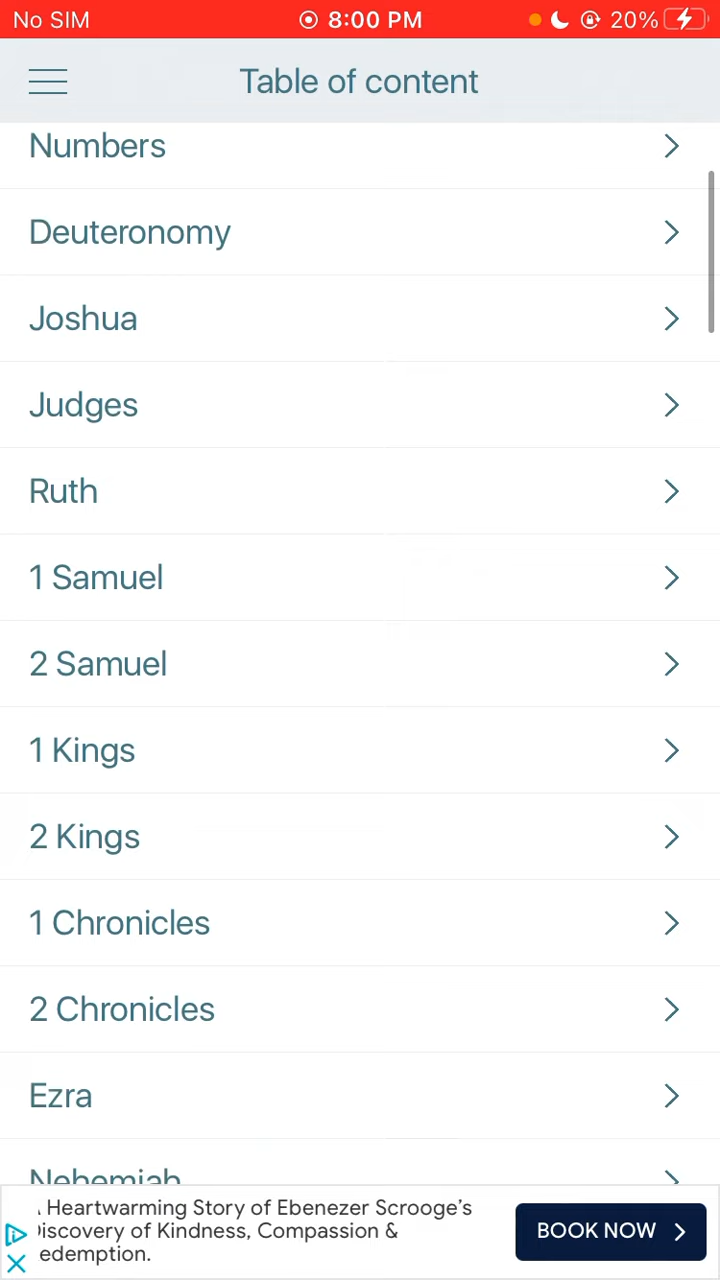 No SIM 8:00 PM 20%
Table of content
Numbers
Deuteronomy
Joshua
Judges
Ruth
1 Samuel
2 Samuel
1 Kings
2 Kings
1 Chronicles
2 Chronicles
Ezra
Nehemiah
Heartwarming Story of Ebenezer Scrooge's
iscovery of Kindness, Compassion &
edemption.
BOOK NOW